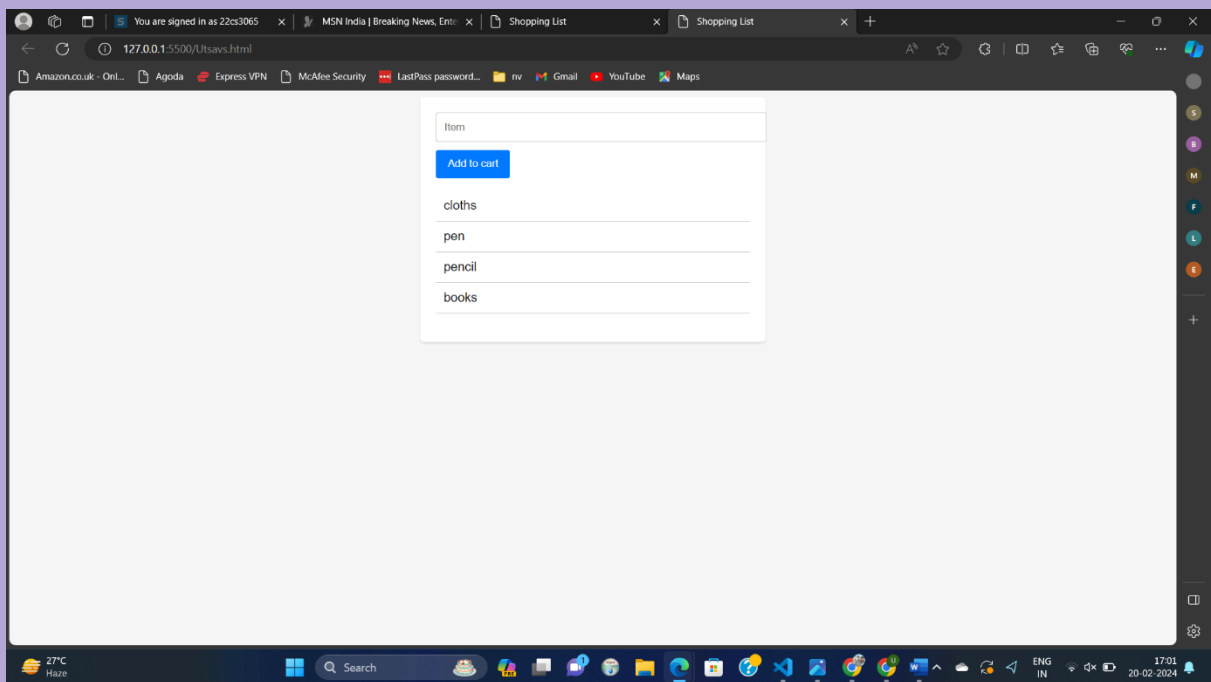 You are signed in as 22cs3065
MSN India | Breaking News, Ente
Shopping List
Shopping List
127.0.0.1:5500/Utsavs.html
Amazon.co.uk - Onl...
Agoda
Express VPN
McAfee Security
LastPass password...
nv
Gmail
YouTube
Maps
Item
Add to cart
cloths
pen
pencil
books
S
B
M
F
L
E
27°C
Haze
Search
PRE
ENG
IN
17:01
20-02-2024